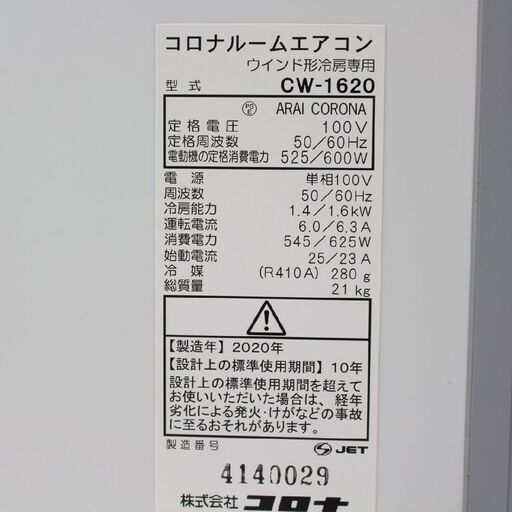 コロナルームエアコン
ウインド形冷房専用
型式 CW-1620
PS E ARAI CORONA
定格電圧 100V
定格周波数 50/60Hz
電動機の定格消費電力 525/600W
電源 単相100V
周波数 50/60Hz
冷房能力 1.4/1.6kW
運転電流 6.0/6.3A
消費電力 545/625W
始動電流 25/23A
冷媒 (R410A) 280g
総質量 21kg
【製造年】2020年
【設計上の標準使用期間】10年
設計上の標準使用期間を超えて
お使いいただいた場合は、経年
劣化による発火・けがなどの事故
に至るおそれがあります。
製造番号 JET
4140029
株式会社 コロナ